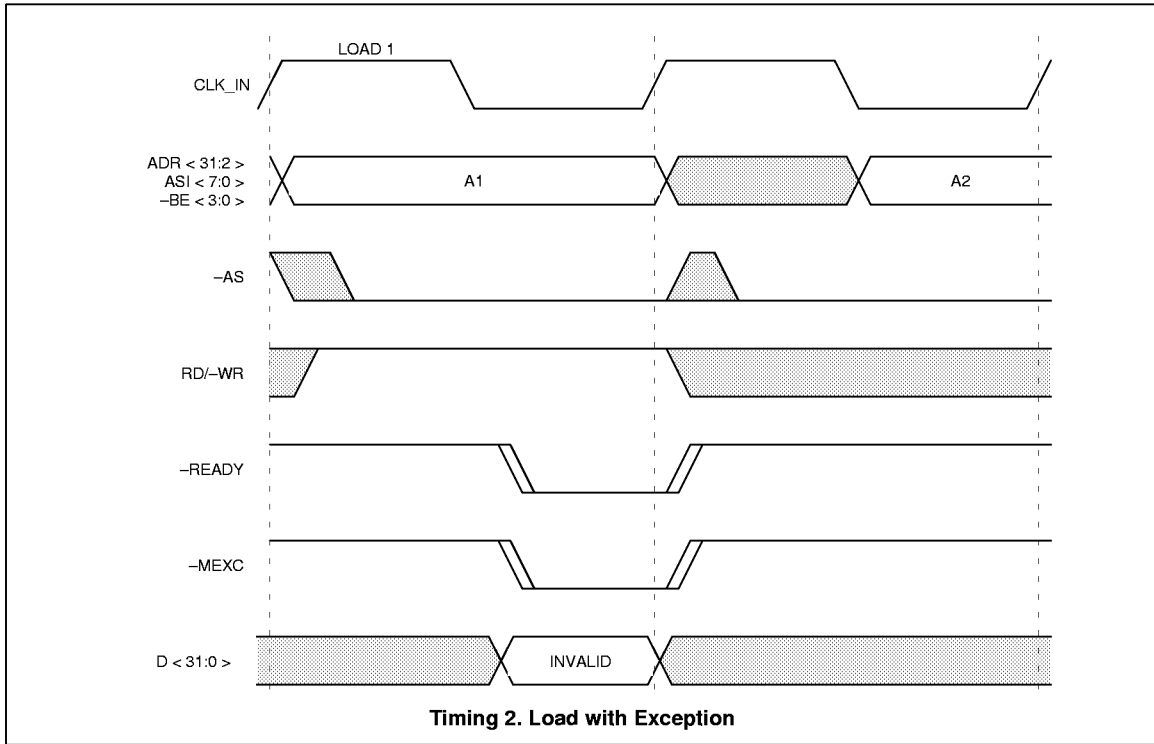 LOAD 1
CLK_IN
ADR < 31:2 >
ASI < 7:0 >
–BE < 3:0 >
A1
A2
–AS
RD/–WR
–READY
–MEXC
D < 31:0 >
INVALID
Timing 2. Load with Exception